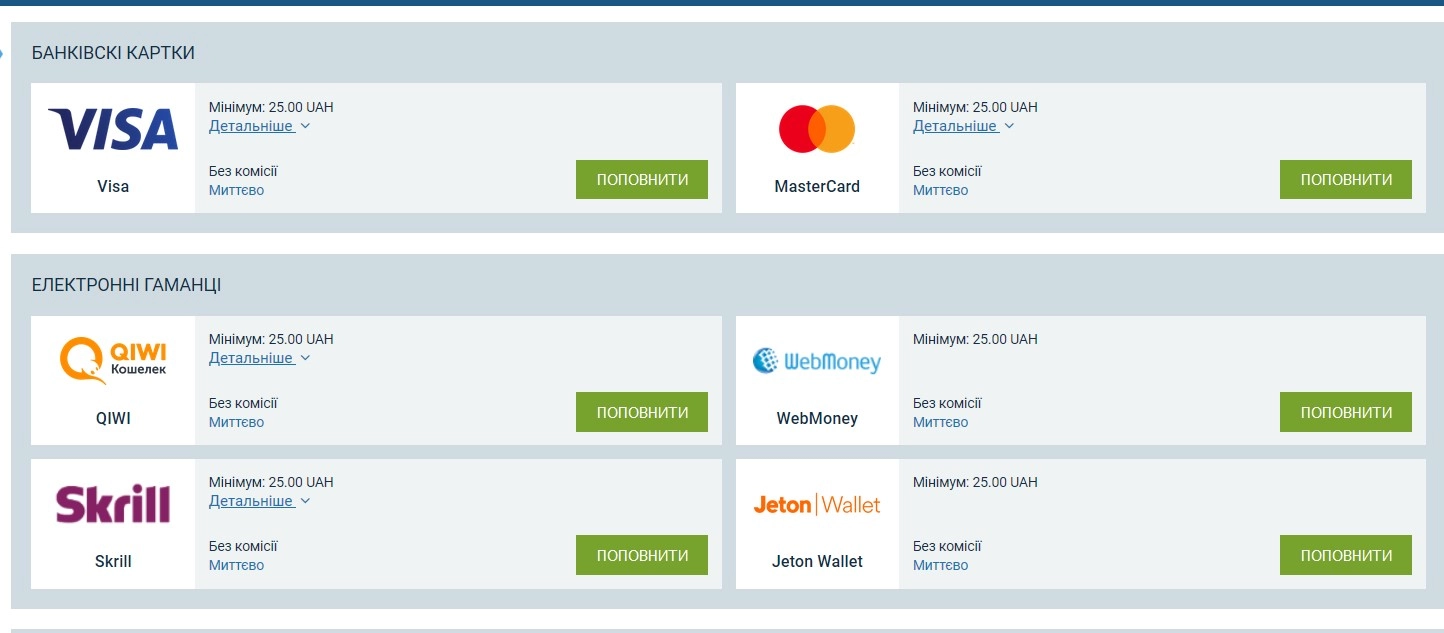 БАНКІВСКІ КАРТКИ
VISA
Visa
Мінімум: 25.00 UAH
Детальніше
Без комісії
Миттєво
ПОПОВНИТИ
MasterCard
Мінімум: 25.00 UAH
Детальніше
Без комісії
Миттєво
ПОПОВНИТИ
ЕЛЕКТРОННІ ГАМАНЦІ
QIWI
Кошелек
QIWI
Мінімум: 25.00 UAH
Детальніше
Без комісії
Миттєво
ПОПОВНИТИ
WebMoney
WebMoney
Мінімум: 25.00 UAH
Без комісії
Миттєво
ПОПОВНИТИ
Skrill
Skrill
Мінімум: 25.00 UAH
Детальніше
Без комісії
Миттєво
ПОПОВНИТИ
Jeton|Wallet
Jeton Wallet
Мінімум: 25.00 UAH
Без комісії
Миттєво
ПОПОВНИТИ